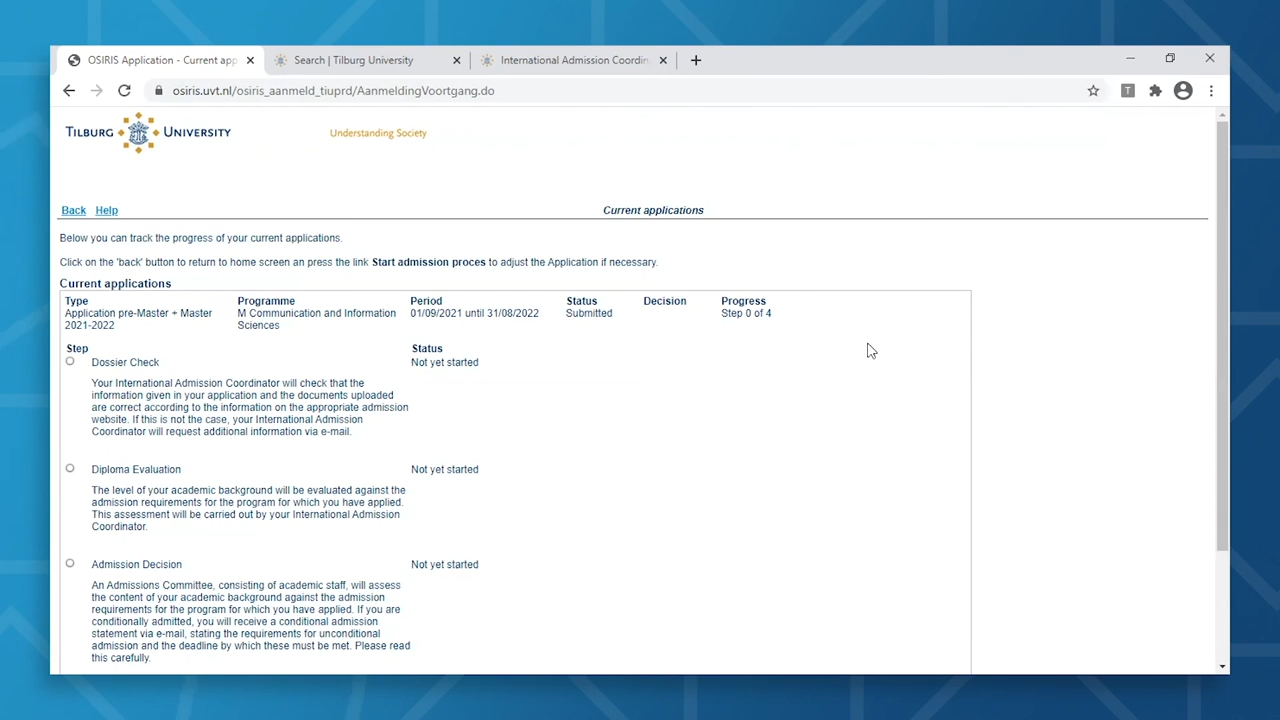 OSIRIS Application - Current app
Search | Tilburg University
International Admission Coordin
osiris.uvt.nl/osiris_aanmeld_tiuprd/AanmeldingVoortgang.do
T
TILBURG UNIVERSITY
Understanding Society
Back Help Current applications
Below you can track the progress of your current applications.
Click on the 'back' button to return to home screen an press the link Start admission proces to adjust the Application if necessary.
Current applications
Type Programme Period Status Decision Progress
Application pre-Master + Master M Communication and Information 01/09/2021 until 31/08/2022 Submitted Step 0 of 4
2021-2022 Sciences
Step Status
Dossier Check Not yet started
Your International Admission Coordinator will check that the
information given in your application and the documents uploaded
are correct according to the information on the appropriate admission
website. If this is not the case, your International Admission
Coordinator will request additional information via e-mail.
Diploma Evaluation Not yet started
The level of your academic background will be evaluated against the
admission requirements for the program for which you have applied.
This assessment will be carried out by your International Admission
Coordinator.
Admission Decision Not yet started
An Admissions Committee, consisting of academic staff, will assess
the content of your academic background against the admission
requirements for the program for which you have applied. If you are
conditionally admitted, you will receive a conditional admission
statement via e-mail, stating the requirements for unconditional
admission and the deadline by which these must be met. Please read
this carefully.